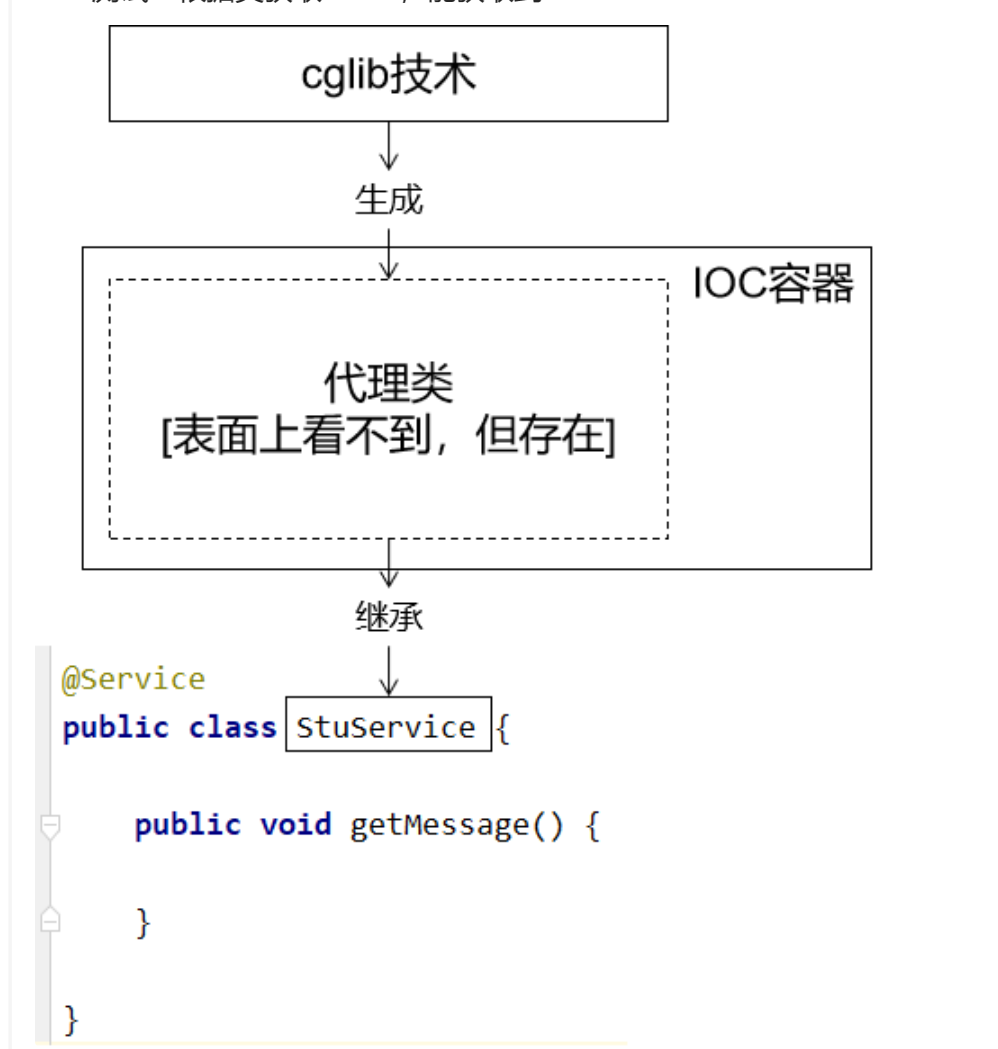 cglib技术
生成
IOC容器
代理类
[表面上看不到，但存在]
继承
@Service
public class StuService {
public void getMessage() {
}
}